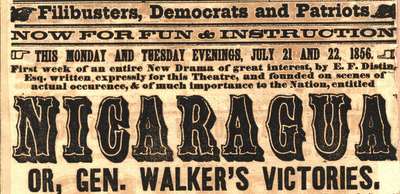 Filibusters, Democrats and Patriots
NOW FOR FUN & INSTRUCTION
THIS MONDAY AND TUESDAY EVENINGS, JULY 21 AND 22, 1856.
First week of an entire New Drama of great interest, by E. F. Distin,
Esq. written expressly for this Theatre, and founded on scenes of
actual occurence, & of much importance to the Nation, entitled
NICARAGUA
OR, GEN. WALKER'S VICTORIES.